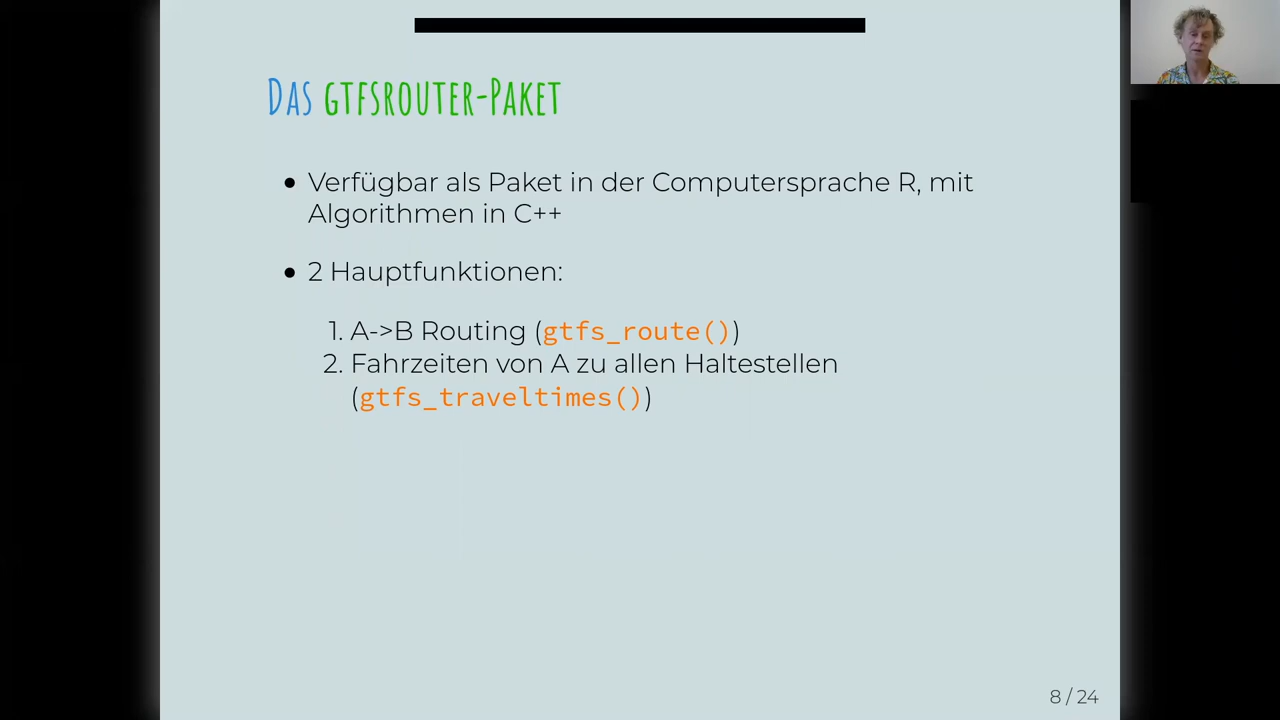 Das gtfsrouter-Paket
• Verfügbar als Paket in der Computersprache R, mit
Algorithmen in C++
• 2 Hauptfunktionen:
1. A->B Routing (gtfs_route())
2. Fahrzeiten von A zu allen Haltestellen
(gtfs_traveltimes())
8 / 24